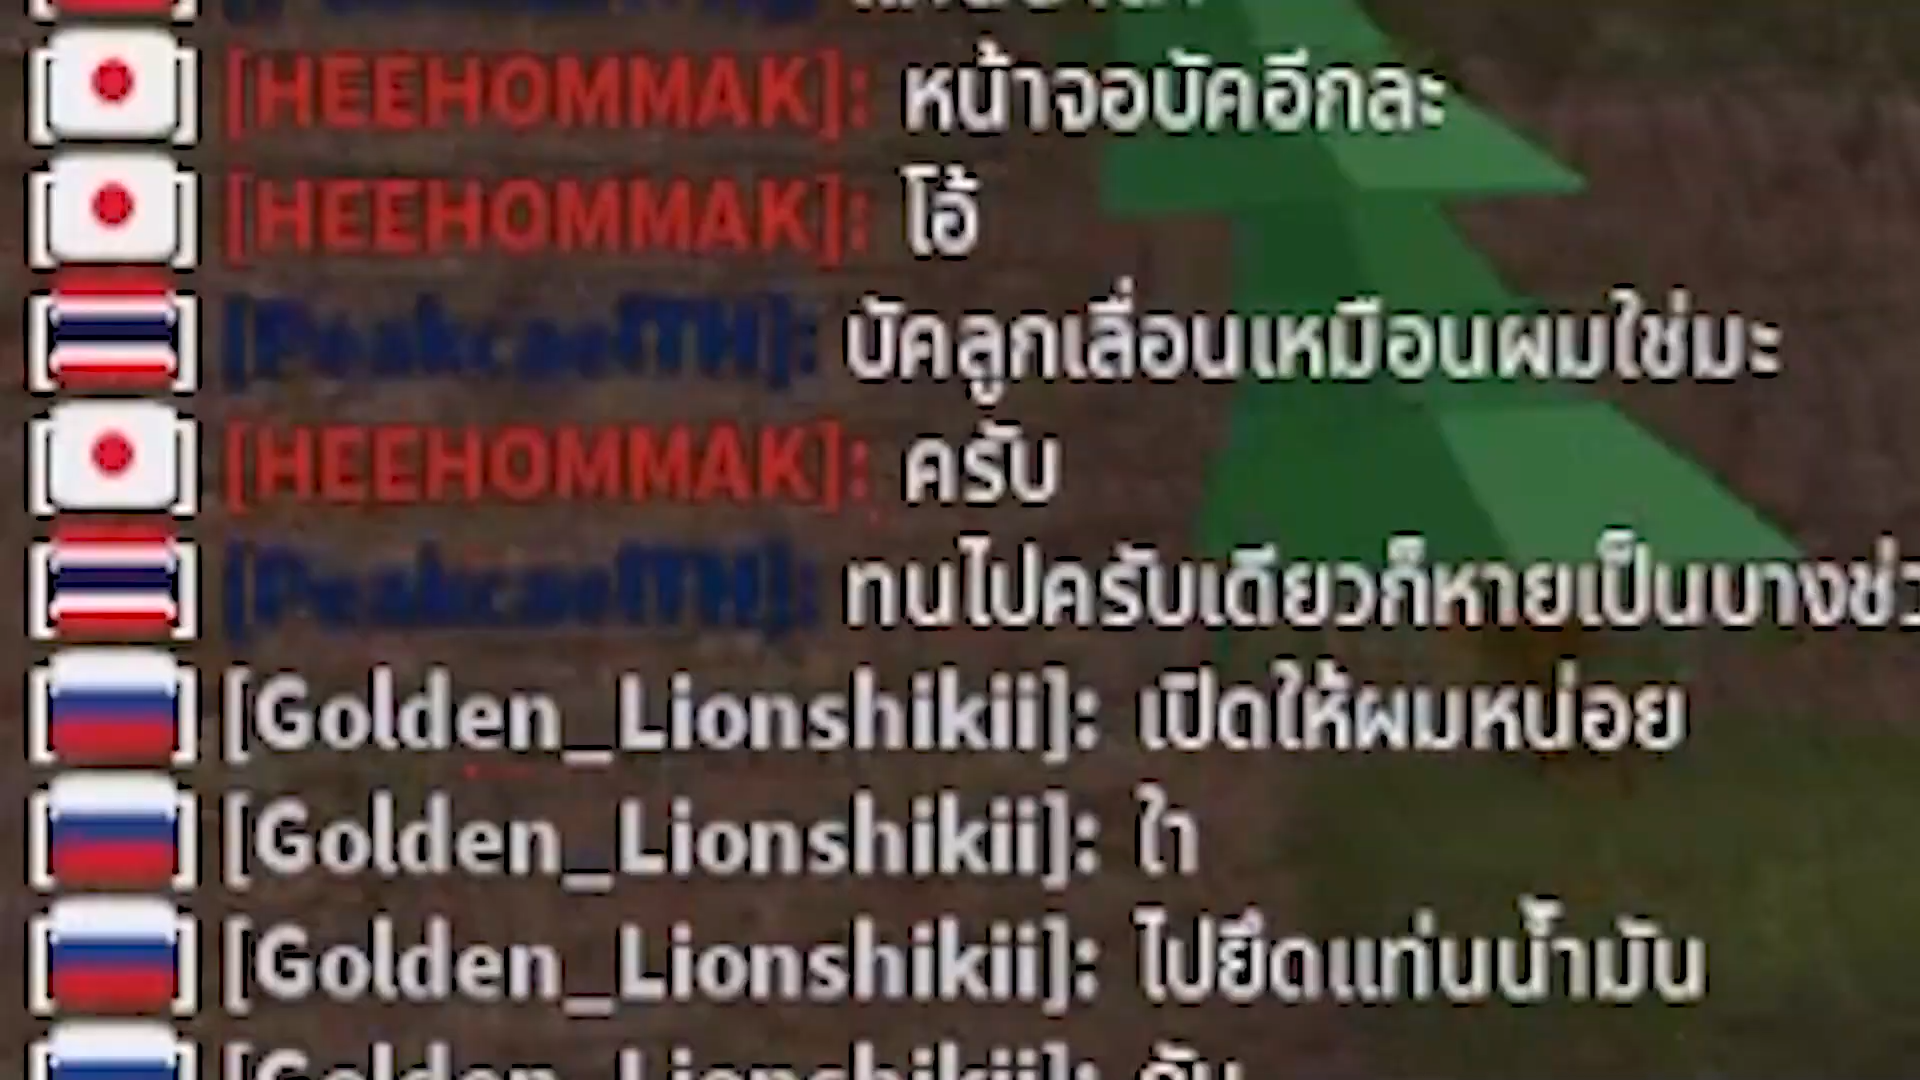 [HEEHOMMAK]: หน้าจอบัคอีกละ
[HEEHOMMAK]: โอ้
บัคลูกเลื่อนเหมือนผมใช่มะ
[HEEHOMMAK]: ครับ
ทนไปครับเดียวก็หายเป็นบางช่ว
[Golden_Lionshikii]: เปิดให้ผมหน่อย
[Golden_Lionshikii]: ใา
[Golden_Lionshikii]: ไปยึดแท่นน้ำมัน
[Golden_Lionshikii]: